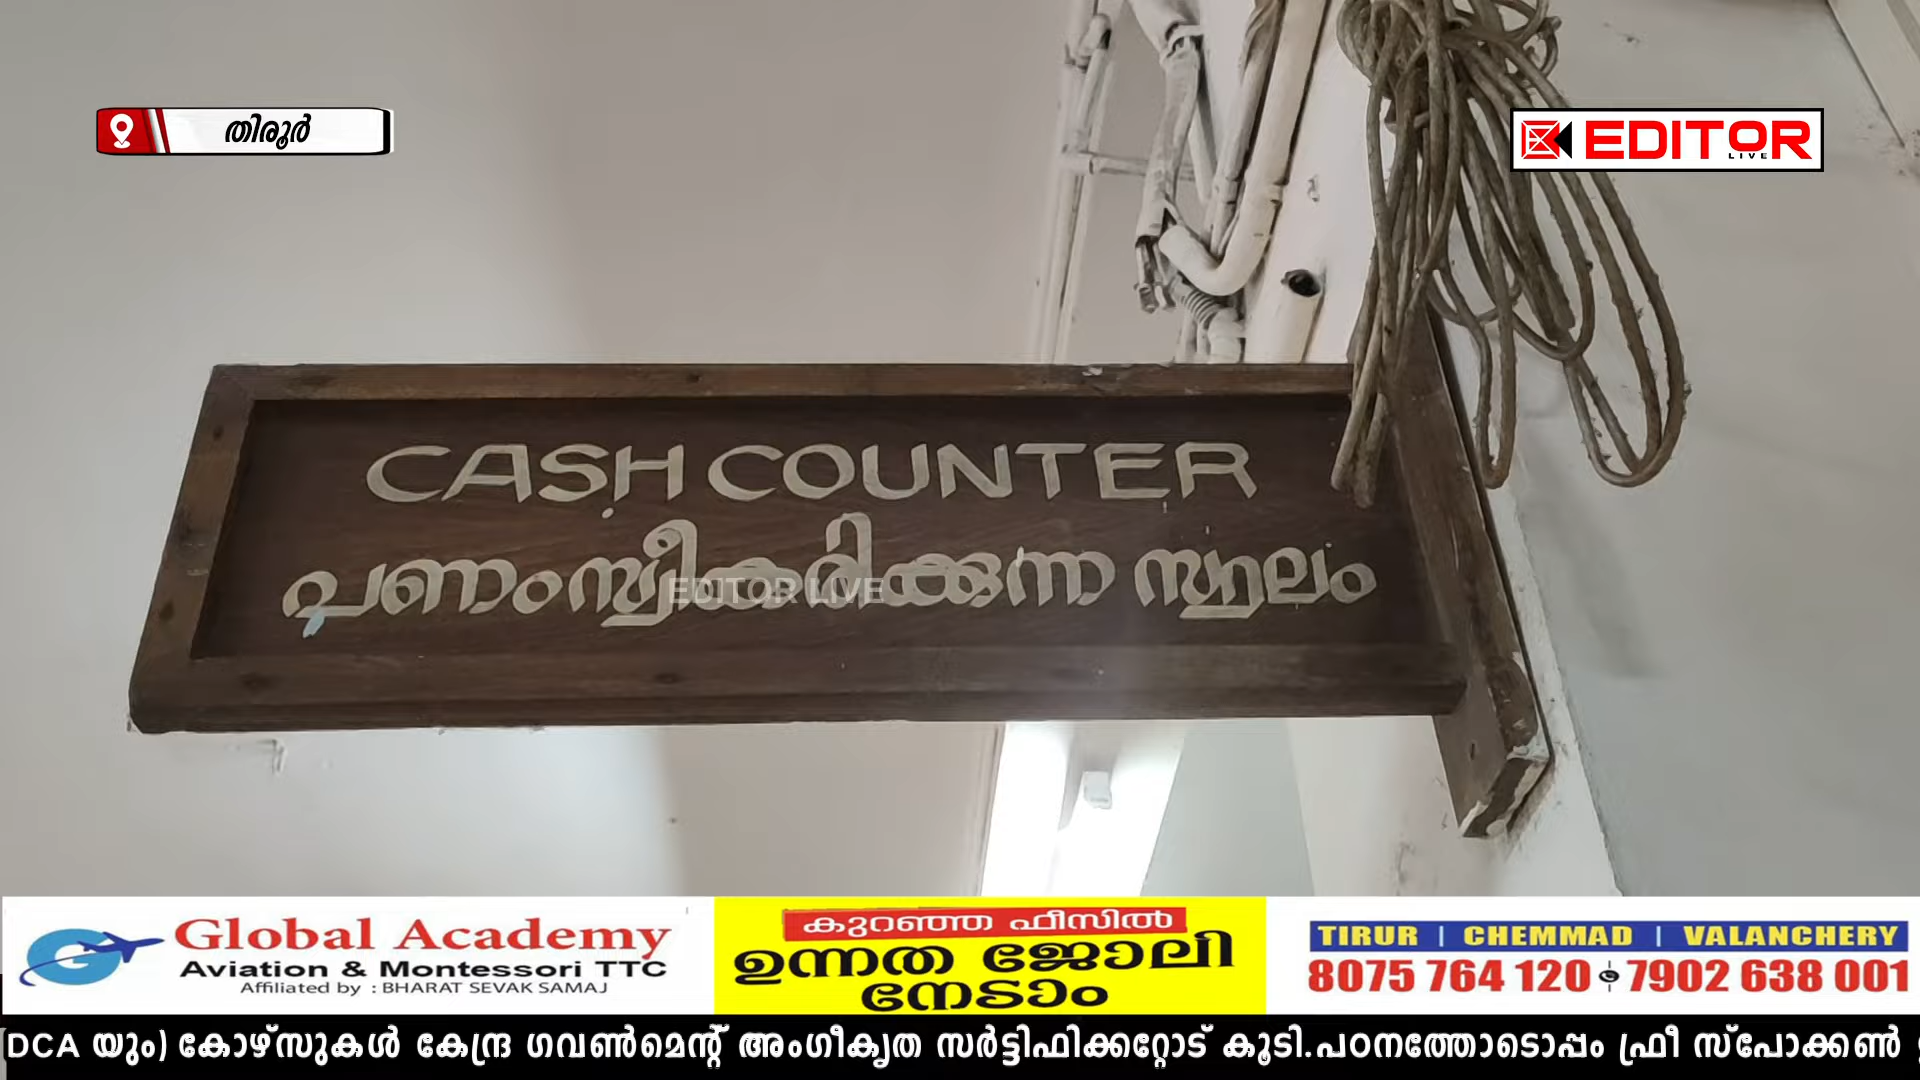 തിരൂർ
EDITOR
LIVE
CASH COUNTER
പണംസ്വീകരിക്കുന്ന സ്ഥലം
EDITOR LIVE
Global Academy
Aviation & Montessori TTC
Affiliated by : BHARAT SEVAK SAMAJ
കുറഞ്ഞ ഫീസിൽ
ഉന്നത ജോലി
നേടാം
TIRUR | CHEMMAD | VALANCHERY
8075 764 120 7902 638 001
DCA യും) കോഴ്സുകൾ കേന്ദ്ര ഗവൺമെന്റ് അംഗീകൃത സർട്ടിഫിക്കറ്റോട് കൂടി.പഠനത്തോടൊപ്പം ഫ്രീ സ്പോക്കൺ